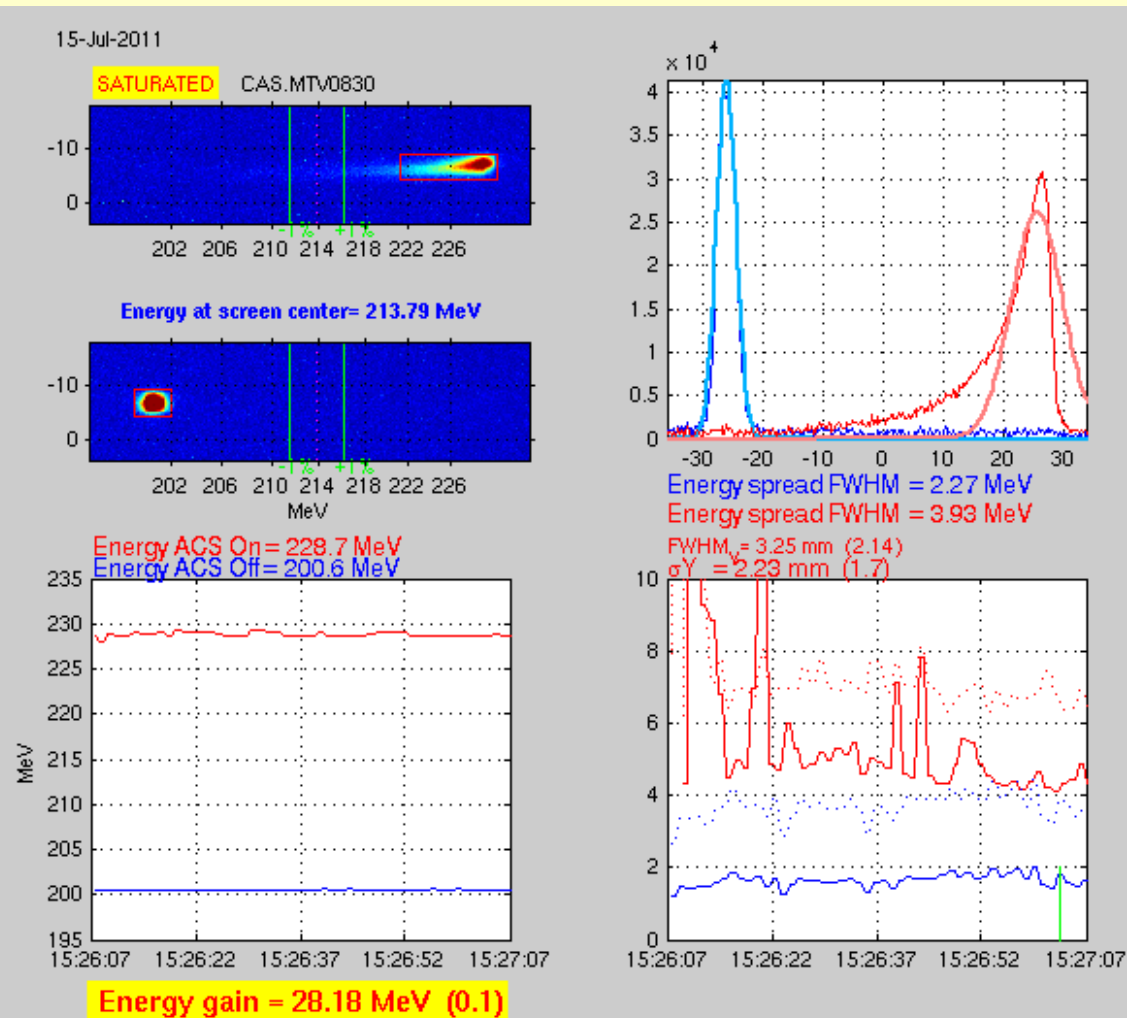 15-Jul-2011
SATURATED CAS.MTV0830
-10
0
-1% +1%
202 206 210 214 218 222 226
Energy at screen center= 213.79 MeV
-10
0
-1% +1%
202 206 210 214 218 222 226
MeV
Energy ACS On= 228.7 MeV
Energy ACS Off= 200.6 MeV
235
230
225
220
215
210
205
200
195
MeV
15:26:07 15:26:22 15:26:37 15:26:52 15:27:07
Energy gain = 28.18 MeV (0.1)
x 10^4
4
3.5
3
2.5
2
1.5
1
0.5
0
-30 -20 -10 0 10 20 30
Energy spread FWHM = 2.27 MeV
Energy spread FWHM = 3.93 MeV
FWHM_y= 3.25 mm (2.14)
σY =2.23 mm (1.7)
10
8
6
4
2
0
15:26:07 15:26:22 15:26:37 15:26:52 15:27:07